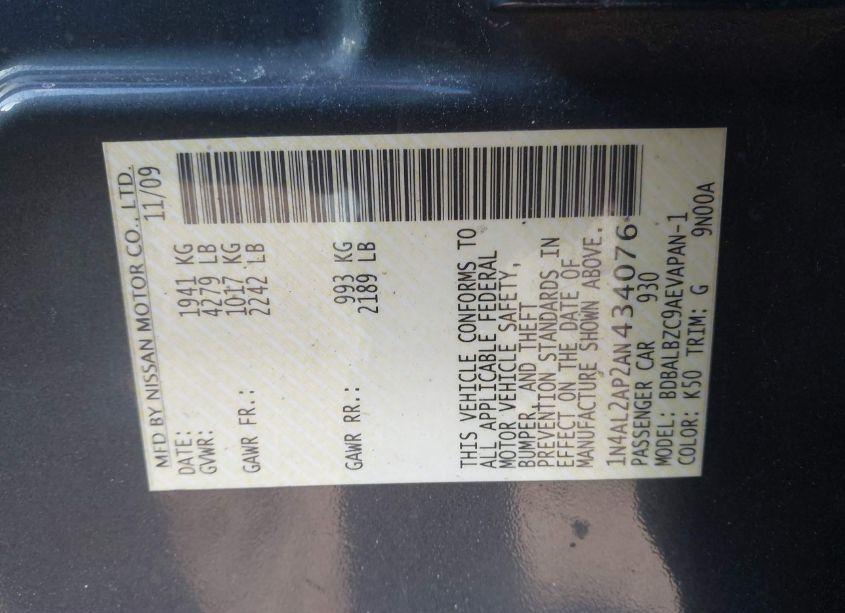 MFD BY NISSAN MOTOR CO., LTD.
DATE: 11/09
GVWR: 1941 KG
4279 LB
GAWR FR.: 1017 KG
2242 LB
GAWR RR.: 993 KG
2189 LB
THIS VEHICLE CONFORMS TO
ALL APPLICABLE FEDERAL
MOTOR VEHICLE SAFETY,
BUMPER, AND THEFT
PREVENTION STANDARDS IN
EFFECT ON THE DATE OF
MANUFACTURE SHOWN ABOVE.
1N4AL2AP2AN434076
PASSENGER CAR 930
MODEL: BDBALBZC9AEVAPAN-1
COLOR: K50 TRIM: G 9N00A